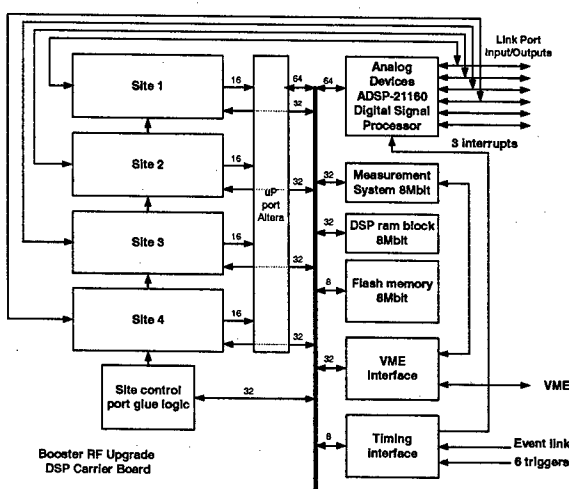 Link Port
Input/Outputs
Site 1
16
64
64
32
Analog
Devices
ADSP-21160
Digital Signal
Processor
3 interrupts
Site 2
16
32
uP
port
Altera
32
Measurement
System 8Mbit
Site 3
16
32
32
DSP ram block
8Mbit
8
Flash memory
8Mbit
Site 4
16
32
32
VME
interface
VME
Site control
port glue logic
32
8
Timing
interface
Event link
6 triggers
Booster RF Upgrade
DSP Carrier Board